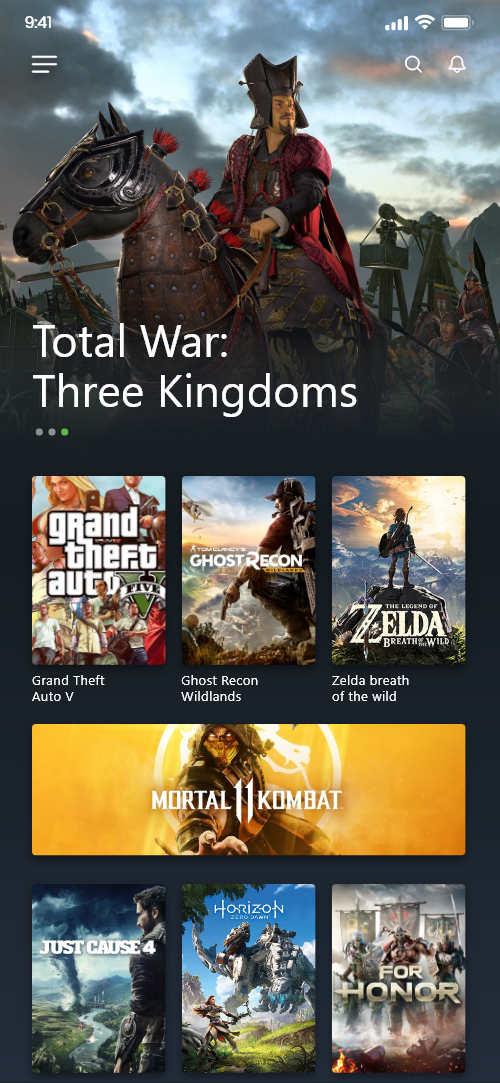 9:41
Total War:
Three Kingdoms
grand
theft
auto V
FIVE
TOM CLANCY'S
GHOST RECON
WILDLANDS
THE LEGEND OF
ZELDA
BREATH OF THE WILD
Grand Theft
Auto V
Ghost Recon
Wildlands
Zelda breath
of the wild
MORTAL 11 KOMBAT
JUST CAUSE 4
HORIZON
ZERO DAWN
FOR
HONOR